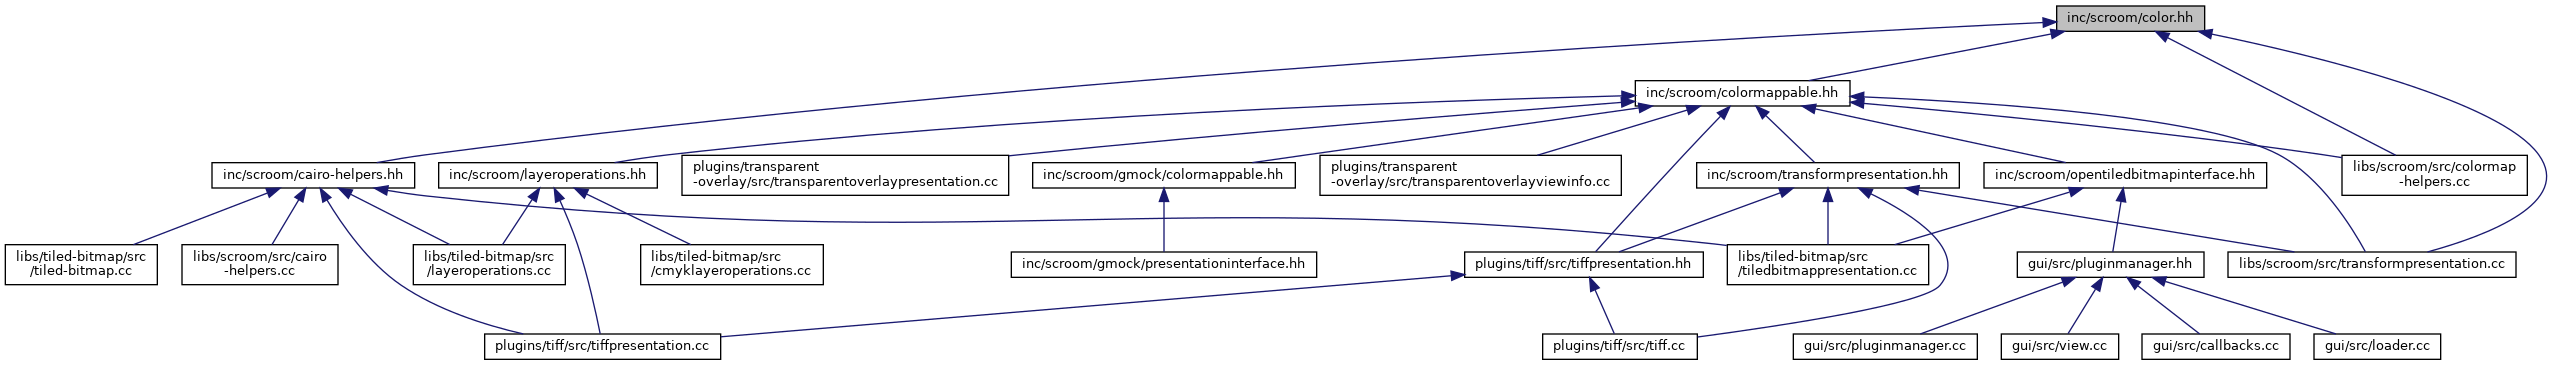 inc/scroom/color.hh
inc/scroom/colormappable.hh
inc/scroom/cairo-helpers.hh
inc/scroom/layeroperations.hh
plugins/transparent
-overlay/src/transparentoverlaypresentation.cc
inc/scroom/gmock/colormappable.hh
plugins/transparent
-overlay/src/transparentoverlayviewinfo.cc
inc/scroom/transformpresentation.hh
inc/scroom/opentiledbitmapinterface.hh
libs/scroom/src/colormap
-helpers.cc
libs/tiled-bitmap/src
/tiled-bitmap.cc
libs/scroom/src/cairo
-helpers.cc
libs/tiled-bitmap/src
/layeroperations.cc
libs/tiled-bitmap/src
/cmyklayeroperations.cc
inc/scroom/gmock/presentationinterface.hh
plugins/tiff/src/tiffpresentation.hh
libs/tiled-bitmap/src
/tiledbitmappresentation.cc
gui/src/pluginmanager.hh
libs/scroom/src/transformpresentation.cc
plugins/tiff/src/tiffpresentation.cc
plugins/tiff/src/tiff.cc
gui/src/pluginmanager.cc
gui/src/view.cc
gui/src/callbacks.cc
gui/src/loader.cc